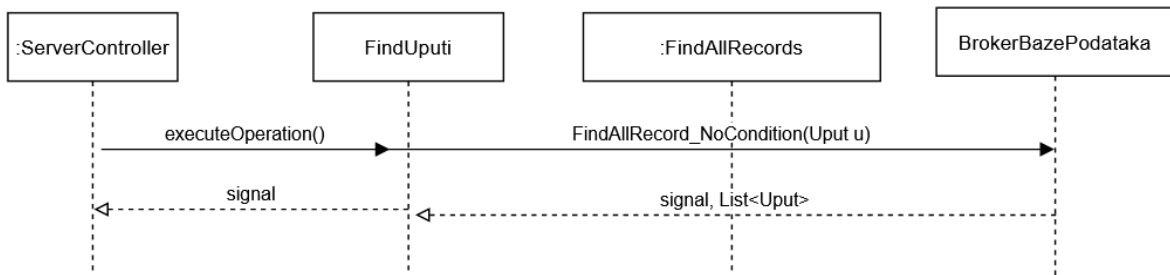 :ServerController
FindUputi
:FindAllRecords
BrokerBazePodataka
executeOperation()
FindAllRecord_NoCondition(Uput u)
signal
signal, List<Uput>